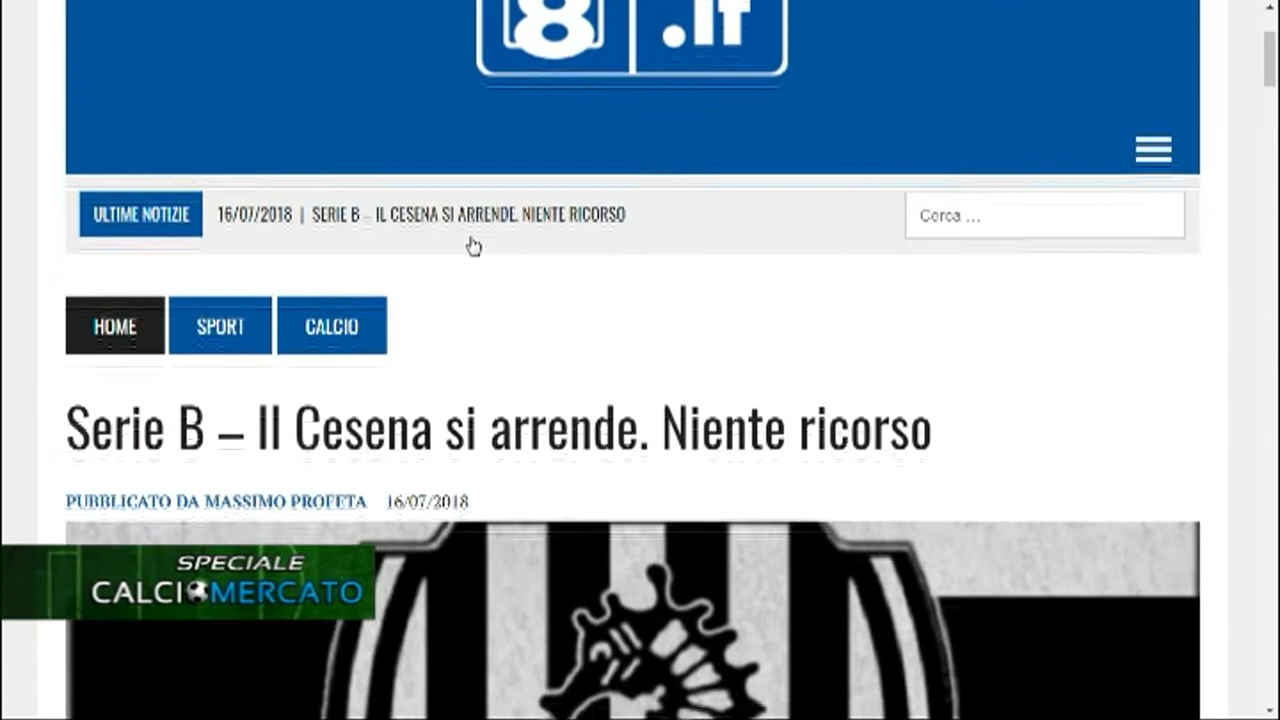 8 .it
ULTIME NOTIZIE 16/07/2018 | SERIE B – IL CESENA SI ARRENDE. NIENTE RICORSO Cerca ...
HOME SPORT CALCIO
Serie B – Il Cesena si arrende. Niente ricorso
PUBBLICATO DA MASSIMO PROFETA 16/07/2018
SPECIALE
CALCIOMERCATO